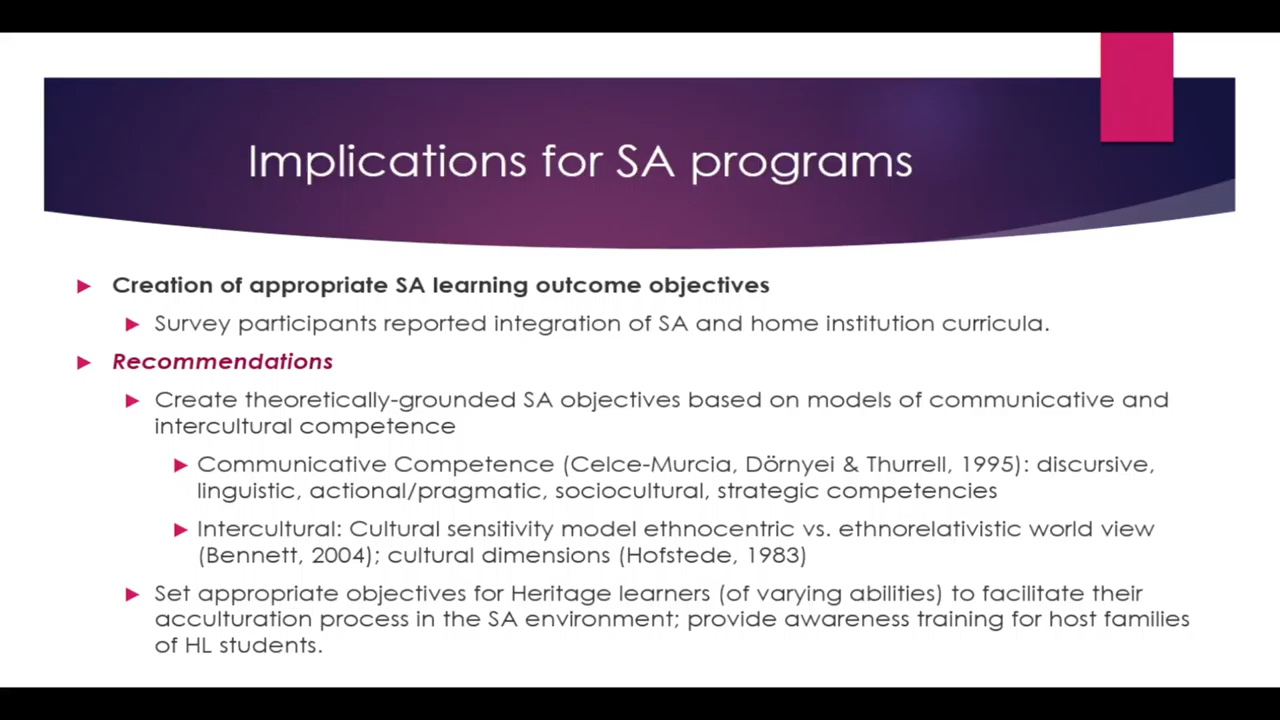 Implications for SA programs
Creation of appropriate SA learning outcome objectives
Survey participants reported integration of SA and home institution curricula.
Recommendations
Create theoretically-grounded SA objectives based on models of communicative and
intercultural competence
Communicative Competence (Celce-Murcia, Dörnyei & Thurrell, 1995): discursive,
linguistic, actional/pragmatic, sociocultural, strategic competencies
Intercultural: Cultural sensitivity model ethnocentric vs. ethnorelativistic world view
(Bennett, 2004); cultural dimensions (Hofstede, 1983)
Set appropriate objectives for Heritage learners (of varying abilities) to facilitate their
acculturation process in the SA environment; provide awareness training for host families
of HL students.